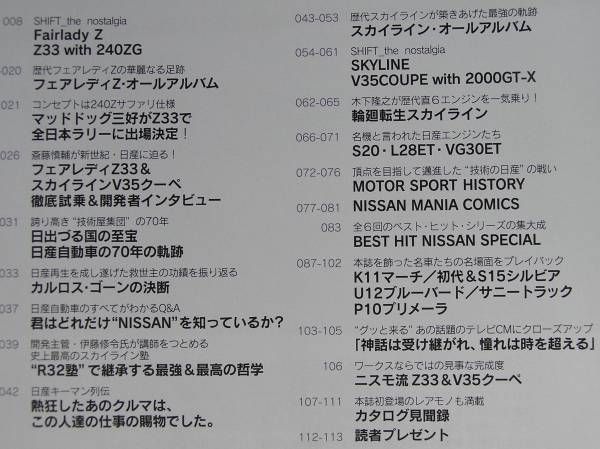 008 SHIFT_the nostalgia
Fairlady Z
Z33 with 240ZG
020 歴代フェアレディZの華麗なる足跡
フェアレディZ・オールアルバム
021 コンセプトは240Zサファリ仕様
マッドドッグ三好がZ33で
全日本ラリーに出場決定！
026 斎藤慎輔が新世紀・日産に迫る！
フェアレディZ33＆
スカイラインV35クーペ
徹底試乗＆開発者インタビュー
031 誇り高き“技術屋集団”の70年
日出づる国の至宝
日産自動車の70年の軌跡
033 日産再生を成し遂げた救世主の功績を振り返る
カルロス・ゴーンの決断
037 日産自動車のすべてがわかるQ&A
君はどれだけ“NISSAN”を知っているか？
039 開発主管・伊藤修令氏が講師をつとめる
史上最高のスカイライン塾
“R32塾”で継承する最強＆最高の哲学
042 日産キーマン列伝
熱狂したあのクルマは、
この人達の仕事の賜物でした。
043-053 歴代スカイラインが築きあげた最強の軌跡
スカイライン・オールアルバム
054-061 SHIFT_the nostalgia
SKYLINE
V35COUPE with 2000GT-X
062-065 木下隆之が歴代直6エンジンを一気乗り！
輪廻転生スカイライン
066-071 名機と言われた日産エンジンたち
S20・L28ET・VG30ET
072-076 頂点を目指して邁進した“技術の日産”の戦い
MOTOR SPORT HISTORY
077-081 NISSAN MANIA COMICS
083 全6回のベスト・ヒット・シリーズの集大成
BEST HIT NISSAN SPECIAL
087-102 本誌を飾った名車たちの名場面をプレイバック
K11マーチ／初代＆S15シルビア
U12ブルーバード／サニートラック
P10プリメーラ
103-105 “グッと来る”あの話題のテレビCMにクローズアップ
「神話は受け継がれ、憧れは時を超える」
106 ワークスならではの見事な完成度
ニスモ流 Z33＆V35クーペ
107-111 本誌初登場のレアモノも満載
カタログ見聞録
112-113 読者プレゼント